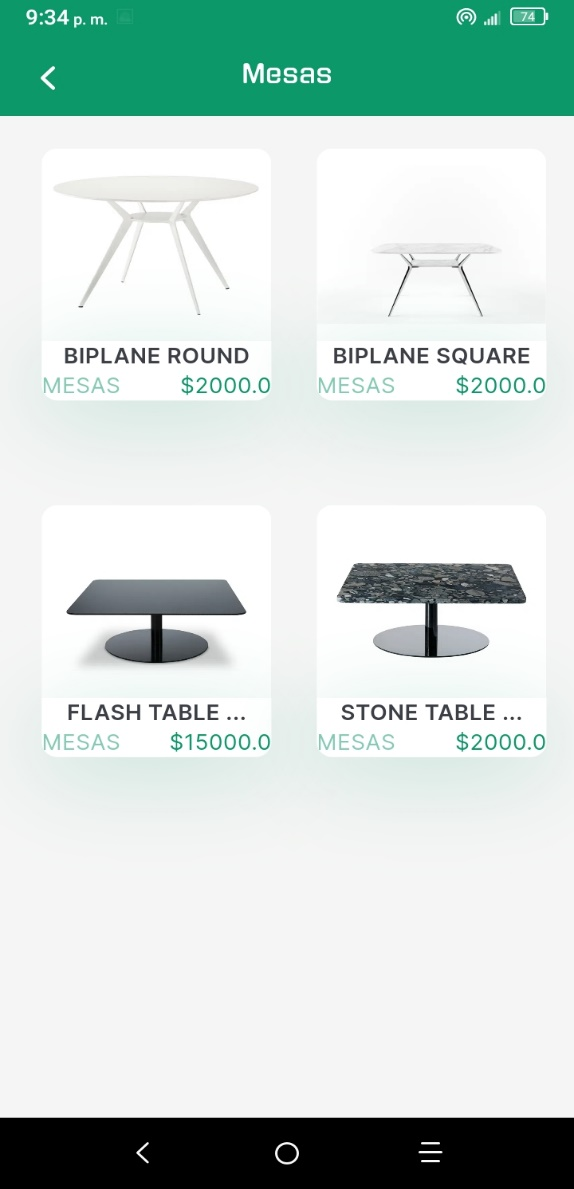 9:34 p. m.
74
Mesas
BIPLANE ROUND
MESAS $2000.0
BIPLANE SQUARE
MESAS $2000.0
FLASH TABLE ...
MESAS $15000.0
STONE TABLE ...
MESAS $2000.0